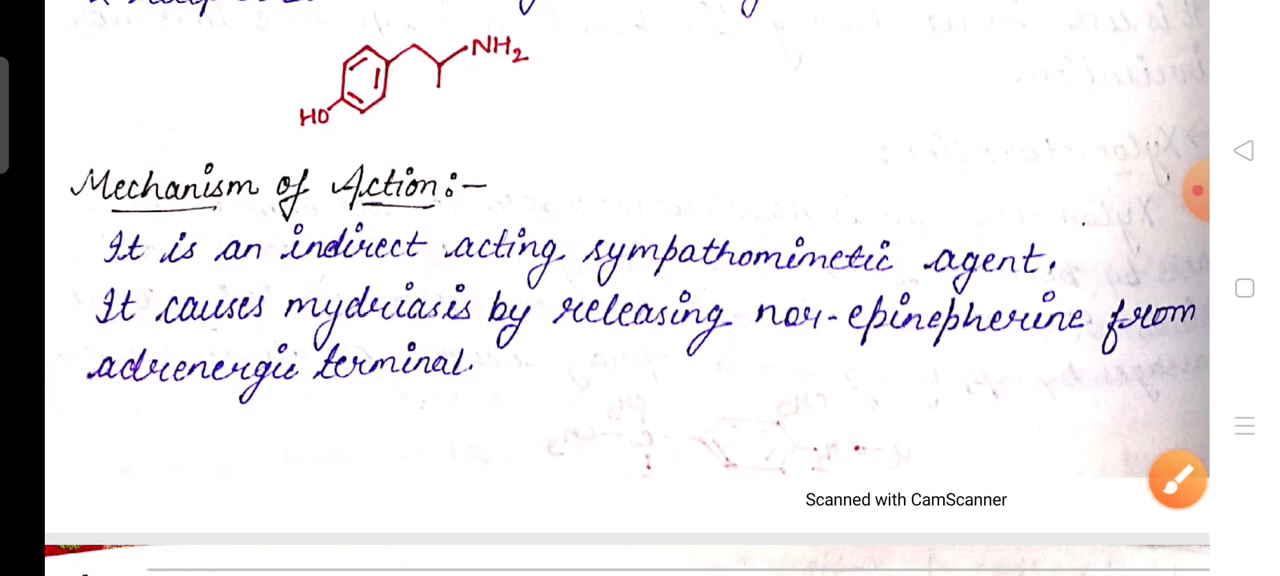 NH2
HO
Mechanism of Action:-
It is an indirect acting sympathomimetic agent.
It causes mydriasis by releasing nor-epinepherine from
adrenergic terminal.
Scanned with CamScanner